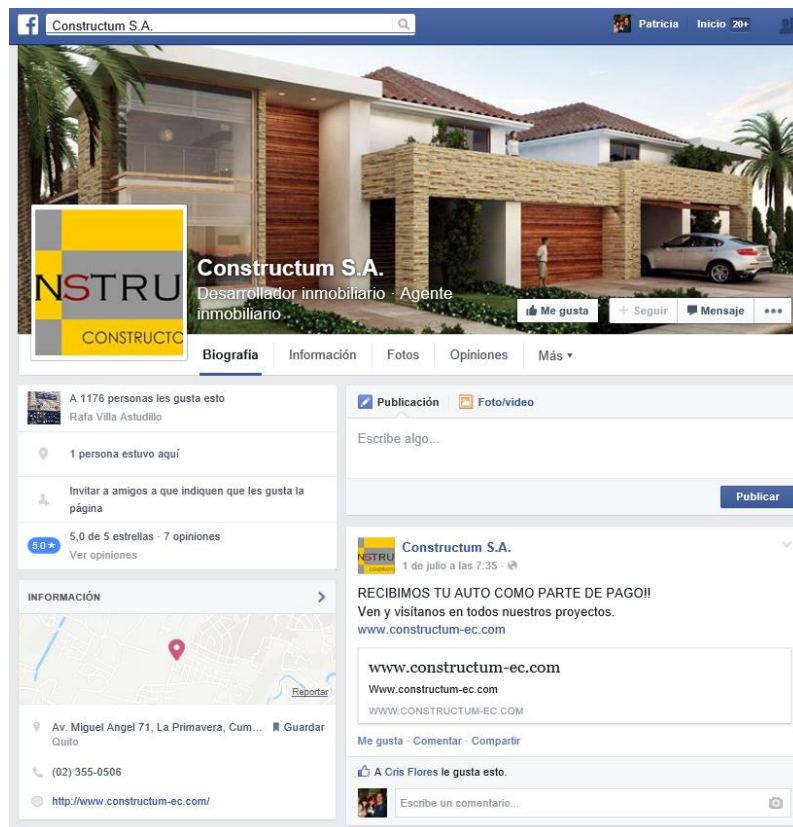 Constructum S.A.
Patricia Inicio 20+
NSTRU
CONSTRUCTO
Constructum S.A.
Desarrollador inmobiliario · Agente
inmobiliario
Me gusta
+ Seguir
Mensaje
Biografía Información Fotos Opiniones Más
A 1176 personas les gusta esto
Rafa Villa Astudillo
1 persona estuvo aquí
Invitar a amigos a que indiquen que les gusta la
página
5,0 ★
5,0 de 5 estrellas · 7 opiniones
Ver opiniones
INFORMACIÓN
Reportar
Av. Miguel Angel 71, La Primavera, Cum... Guardar
Quito
(02) 355-0506
http://www.constructum-ec.com/
Publicación Foto/video
Escribe algo...
Publicar
NSTRU
CONSTRUCTO
Constructum S.A.
1 de julio a las 7:35 ·
RECIBIMOS TU AUTO COMO PARTE DE PAGO!!
Ven y visítanos en todos nuestros proyectos.
www.constructum-ec.com
www.constructum-ec.com
Www.constructum-ec.com
WWW.CONSTRUCTUM-EC.COM
Me gusta · Comentar · Compartir
A Cris Flores le gusta esto.
Escribe un comentario...